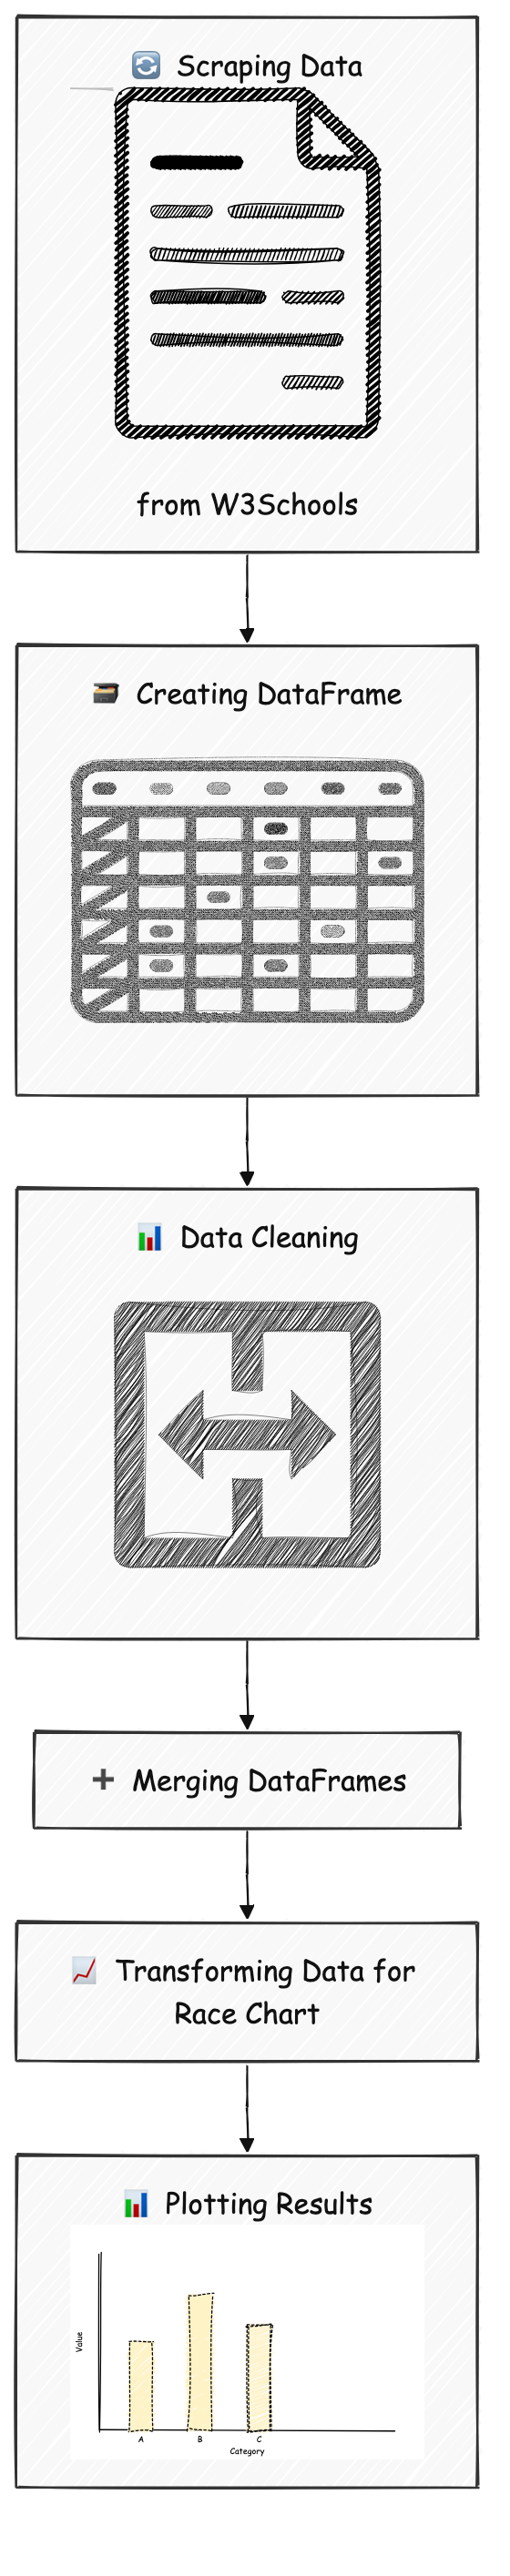 🔄 Scraping Data
from W3Schools
🗃 Creating DataFrame
📊 Data Cleaning
➕ Merging DataFrames
📈 Transforming Data for
Race Chart
📊 Plotting Results
Value
A B C
Category